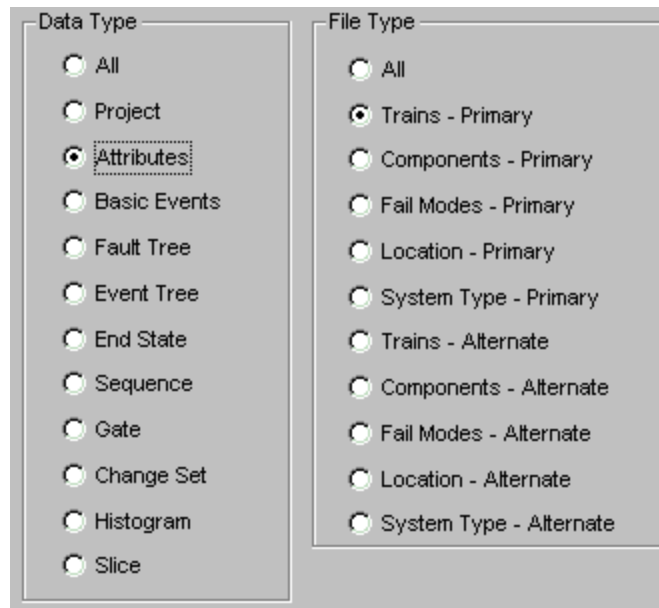 Data Type
All
Project
Attributes
Basic Events
Fault Tree
Event Tree
End State
Sequence
Gate
Change Set
Histogram
Slice
File Type
All
Trains - Primary
Components - Primary
Fail Modes - Primary
Location - Primary
System Type - Primary
Trains - Alternate
Components - Alternate
Fail Modes - Alternate
Location - Alternate
System Type - Alternate